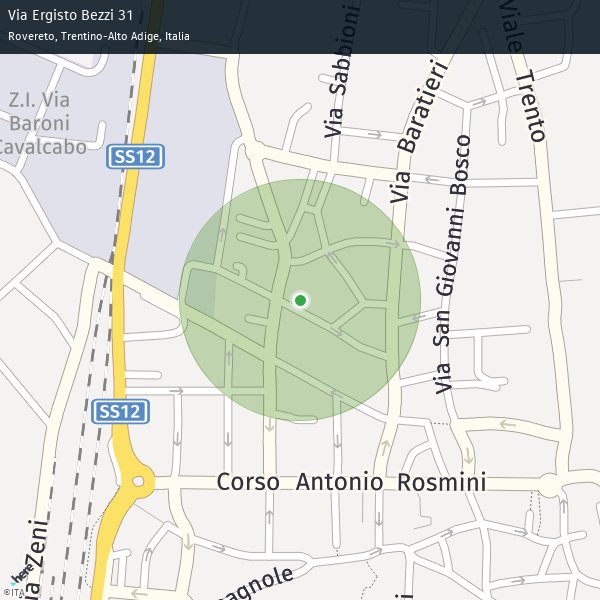 Via Ergisto Bezzi 31
Rovereto, Trentino-Alto Adige, Italia
Z.I. Via
Baroni
Cavalcabo
Via Sabbioni
Via Baratieri
Viale Trento
SS12
Via San Giovanni Bosco
SS12
Corso Antonio Rosmini
Zeni
agnole
here
©ITA